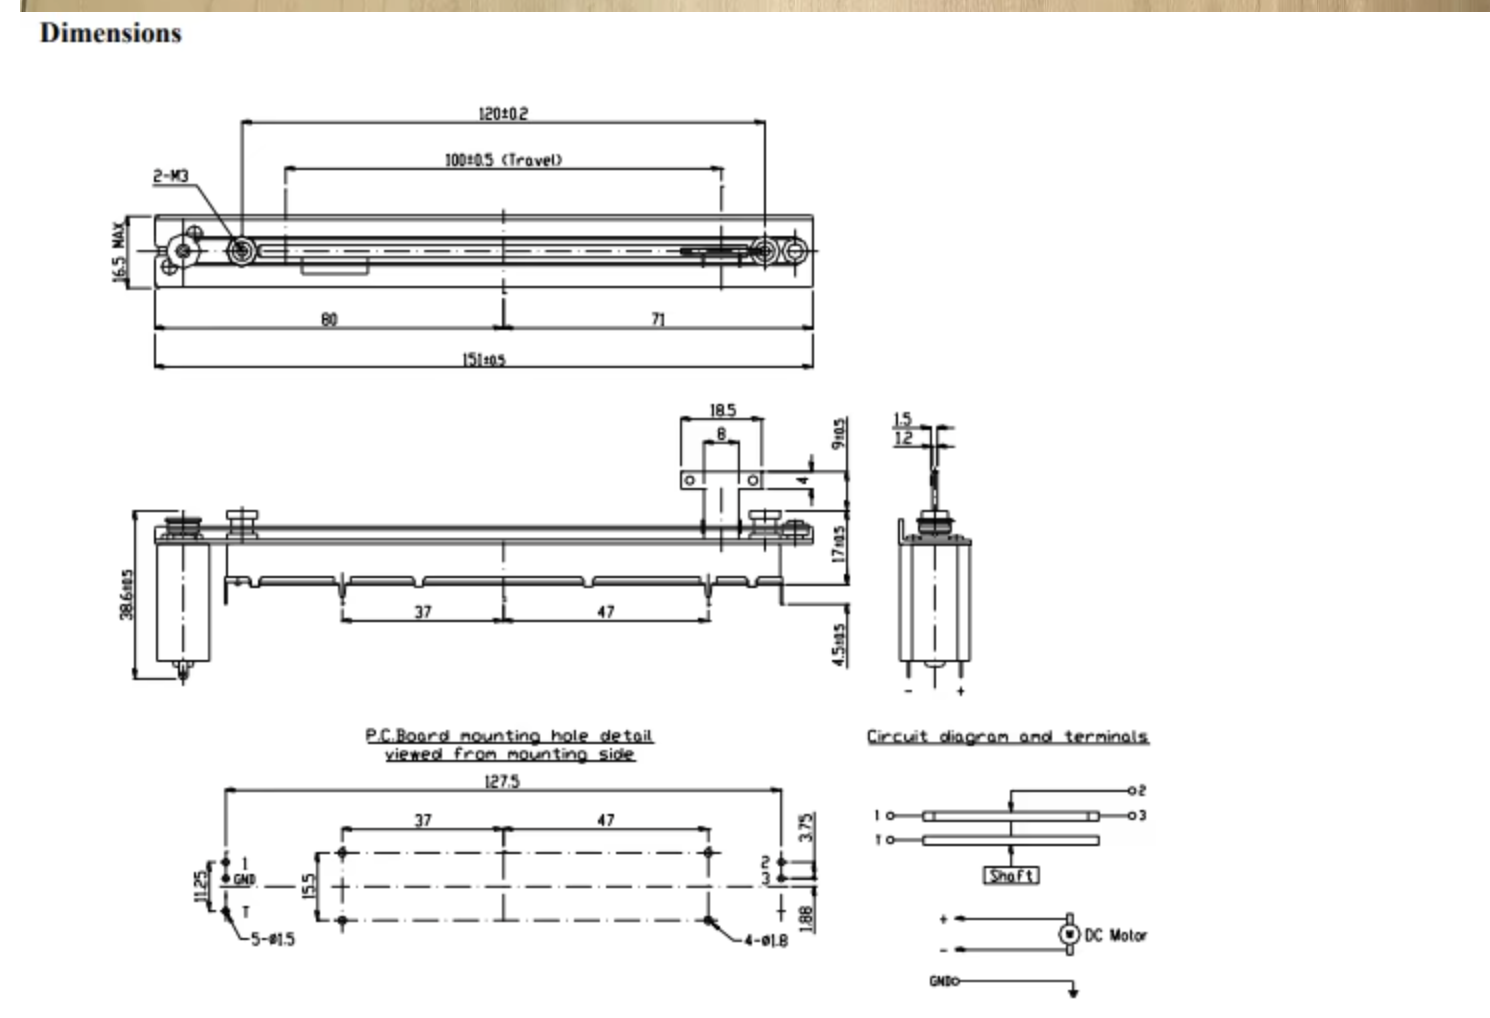 Dimensions
120±0.2
100±0.5 (Travel)
2-M3
16.5 MAX
80
71
151±0.5
18.5
8
9±0.5
4
17±0.5
4.5±0.5
38.6±0.5
37
47
1.5
1.2
-
+
P.C.Board mounting hole detail
viewed from mounting side
127.5
37
47
3.75
1
GND
T
11.25
15.5
2
3
1.88
5-ø1.5
4-ø1.8
Circuit diagram and terminals
2
1
3
T
Shaft
+
M
DC Motor
-
GND